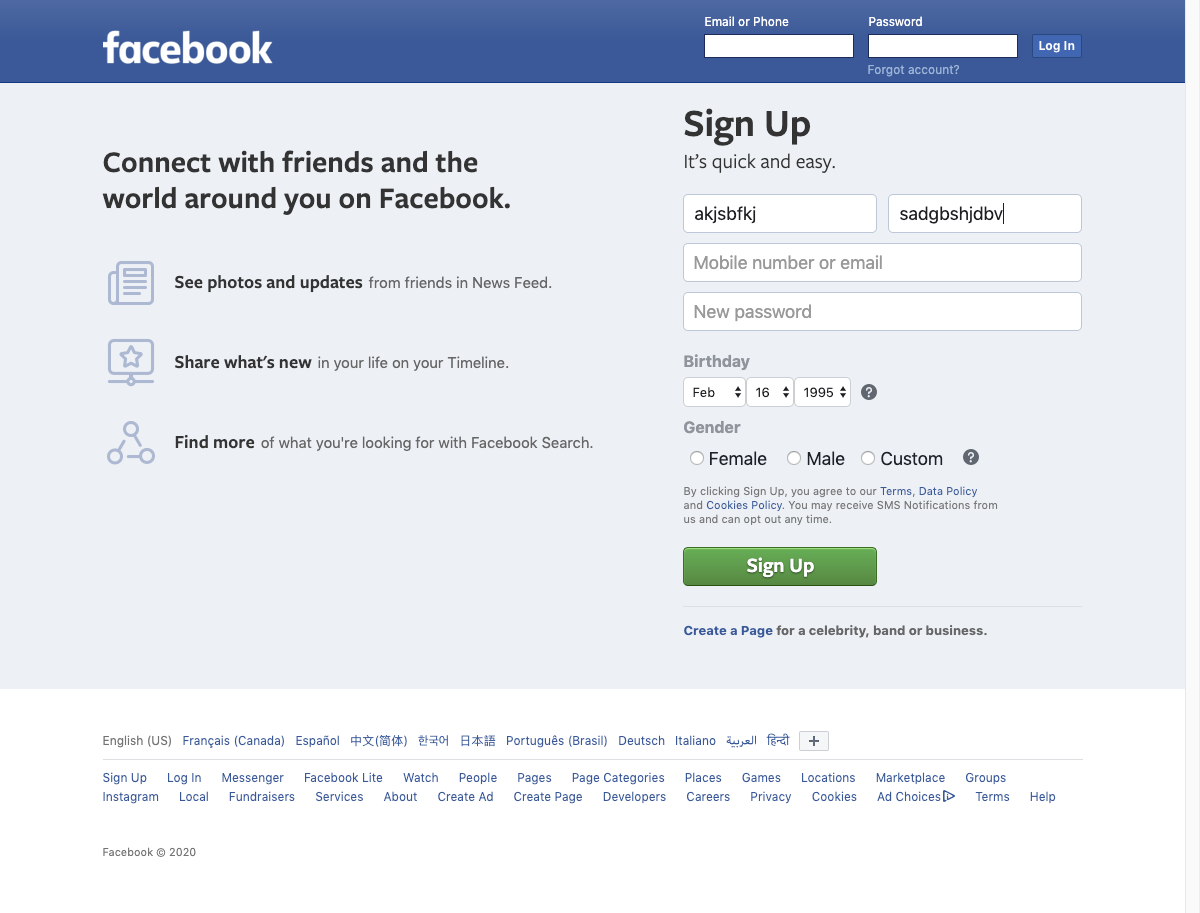 facebook
Email or Phone
Password
Log In
Forgot account?
Connect with friends and the
world around you on Facebook.
See photos and updates from friends in News Feed.
Share what's new in your life on your Timeline.
Find more of what you're looking for with Facebook Search.
Sign Up
It's quick and easy.
akjsbfkj sadgbshjdbv
Mobile number or email
New password
Birthday
Feb 16 1995 ?
Gender
Female Male Custom ?
By clicking Sign Up, you agree to our Terms, Data Policy
and Cookies Policy. You may receive SMS Notifications from
us and can opt out any time.
Sign Up
Create a Page for a celebrity, band or business.
English (US) Français (Canada) Español 中文(简体) 한국어 日本語 Português (Brasil) Deutsch Italiano العربية हिन्दी +
Sign Up Log In Messenger Facebook Lite Watch People Pages Page Categories Places Games Locations Marketplace Groups
Instagram Local Fundraisers Services About Create Ad Create Page Developers Careers Privacy Cookies Ad Choices Terms Help
Facebook © 2020